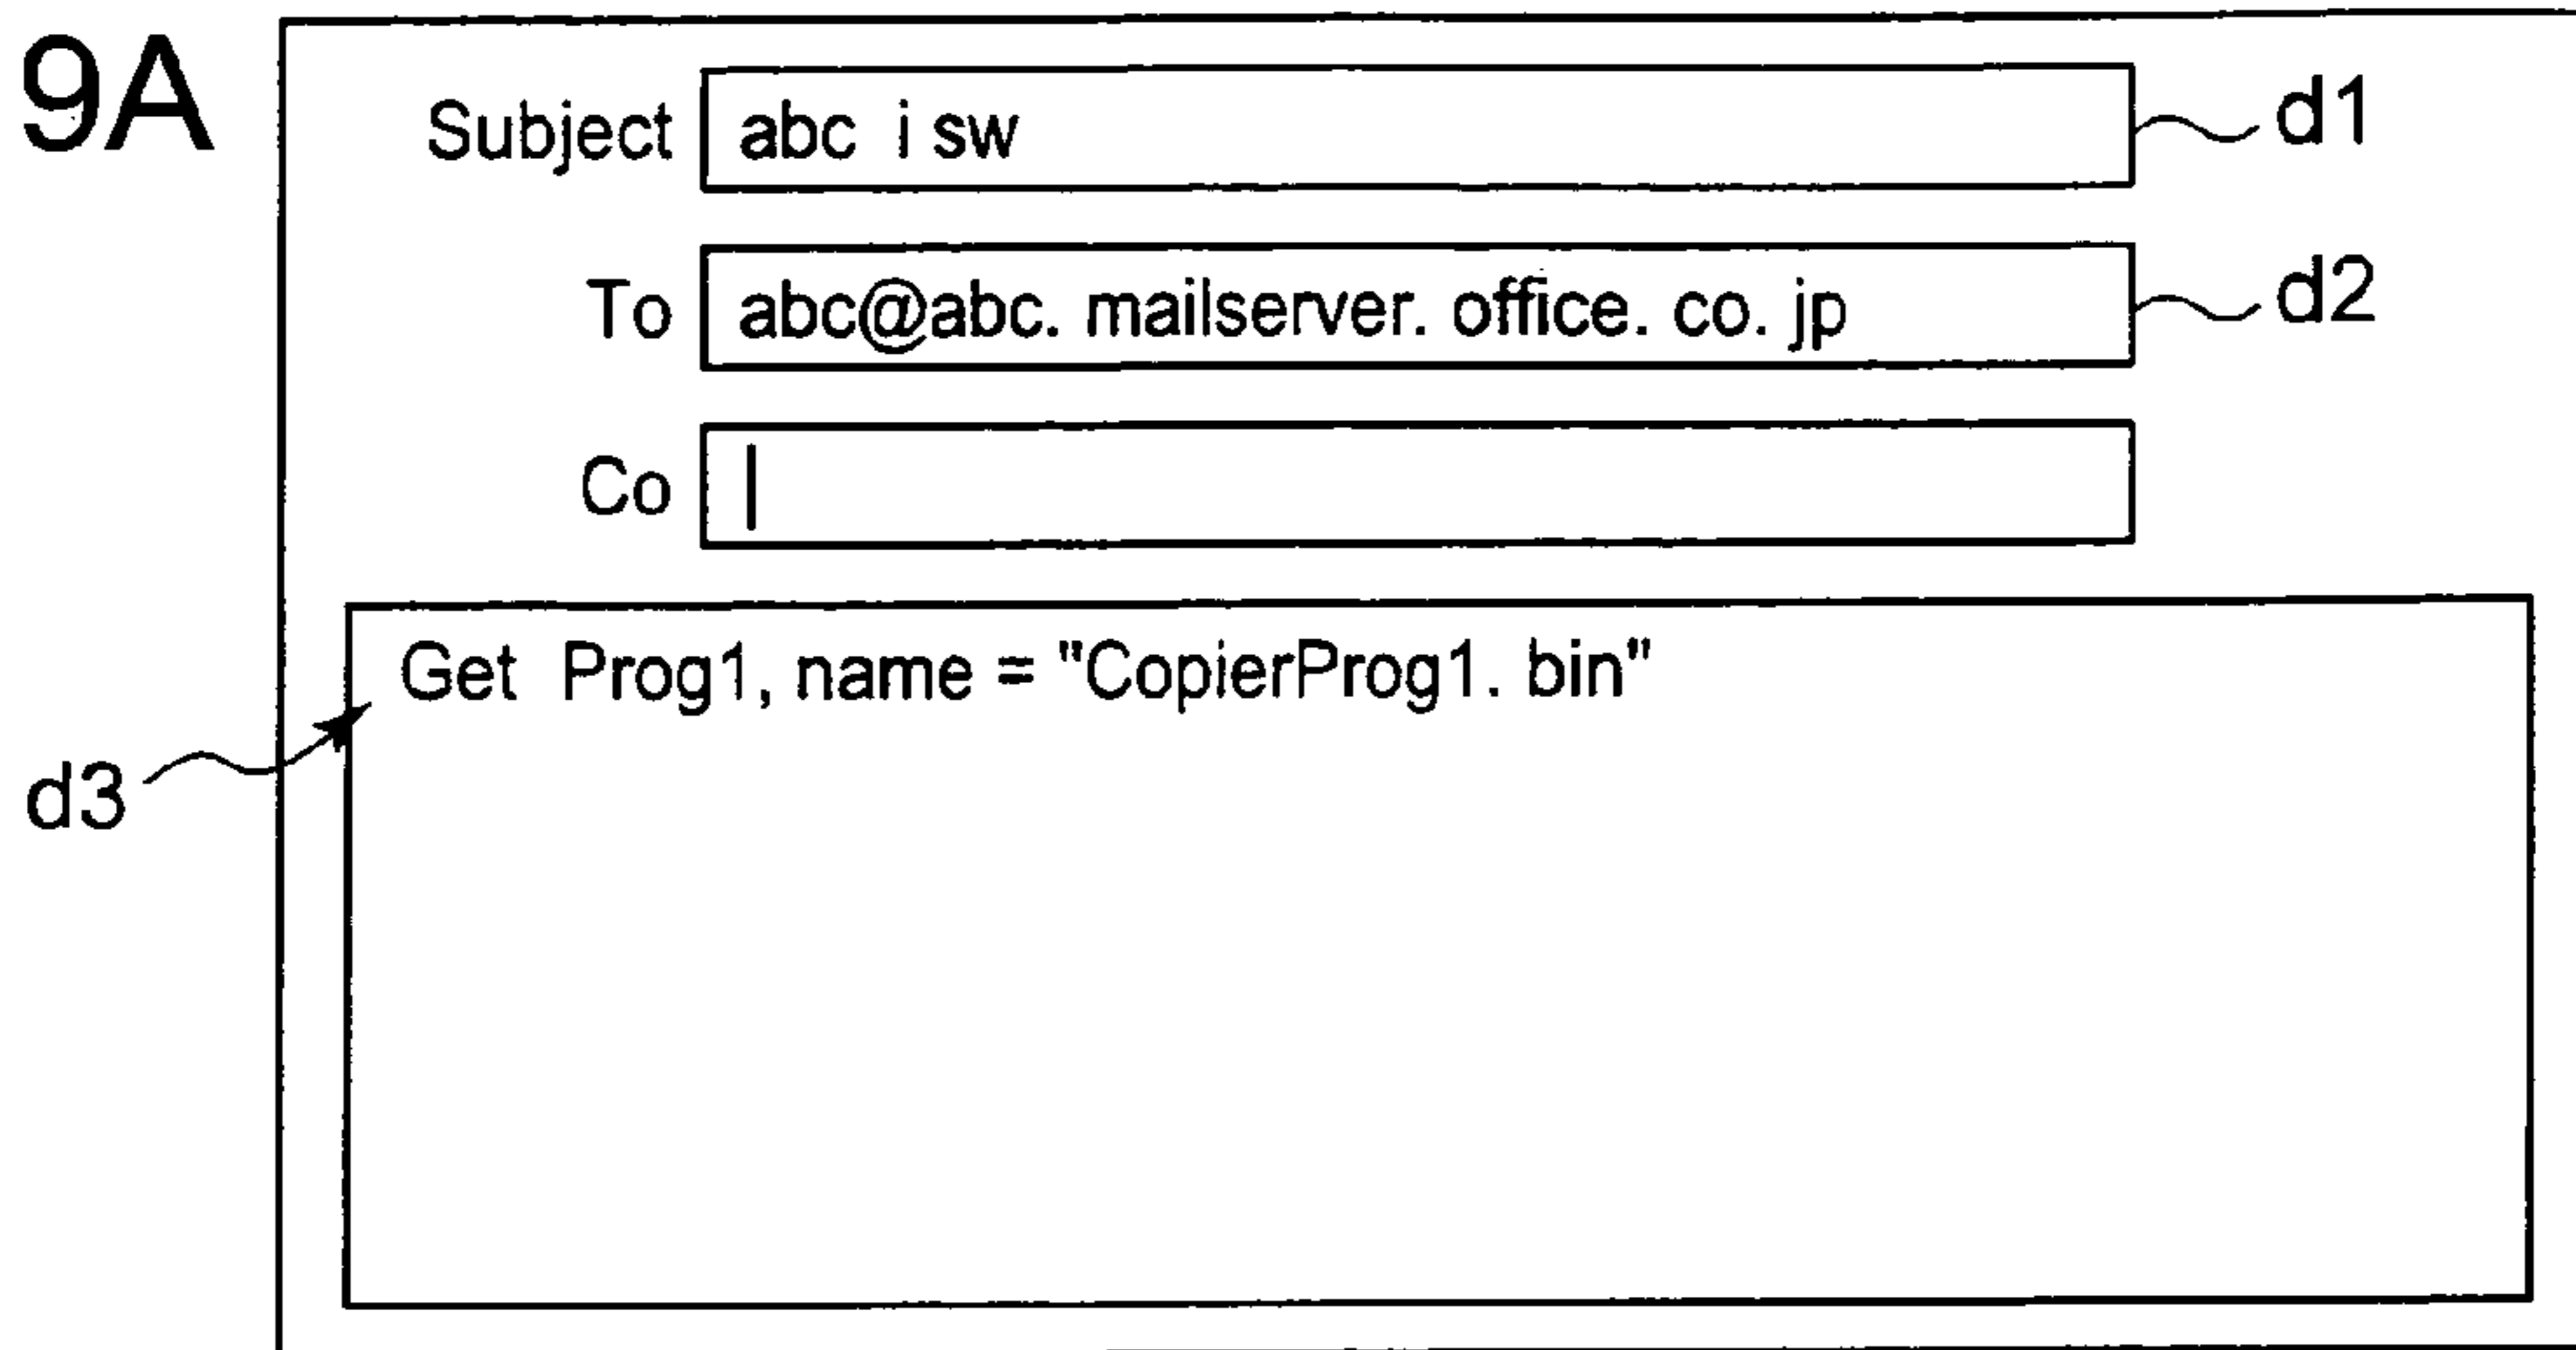 9A
Subject abc i sw d1
To abc@abc. mailserver. office. co. jp d2
Co
Get Prog1, name = "CopierProg1. bin"
d3